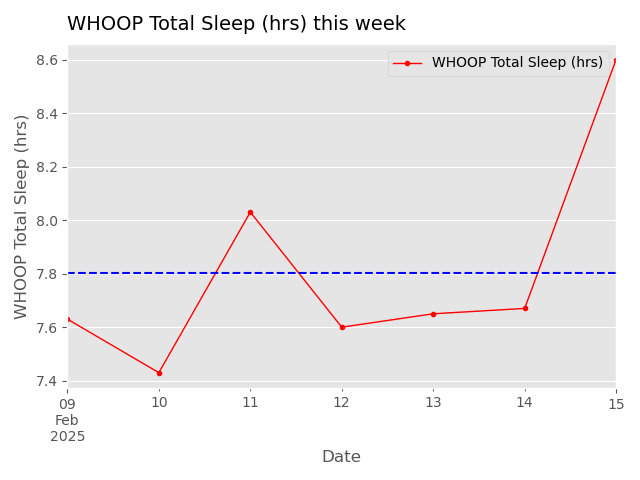 WHOOP Total Sleep (hrs) this week
WHOOP Total Sleep (hrs)
WHOOP Total Sleep (hrs)
8.6
8.4
8.2
8.0
7.8
7.6
7.4
09 10 11 12 13 14 15
Feb
2025
Date